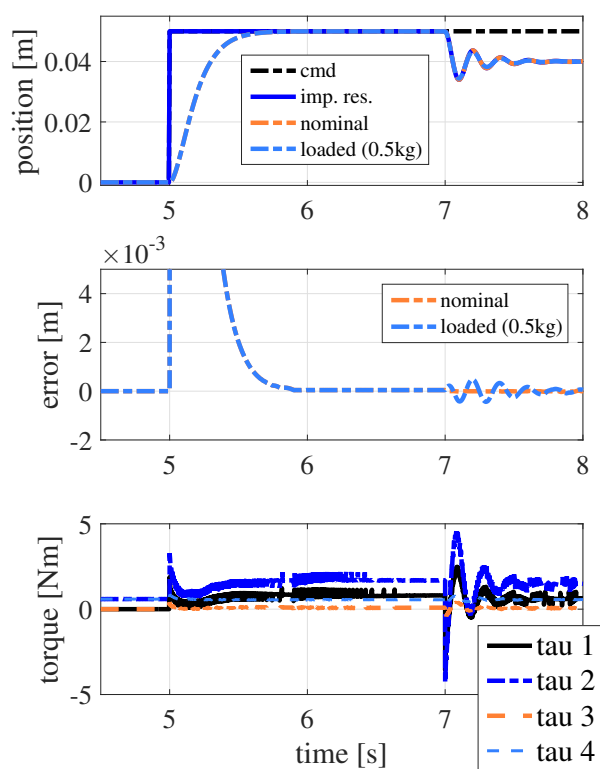 position [m]
0.04
0.02
0
cmd
imp. res.
nominal
loaded (0.5kg)
5 6 7 8
×10⁻³
error [m]
4
2
0
-2
nominal
loaded (0.5kg)
5 6 7 8
torque [Nm]
5
0
-5
5 6 7
time [s]
tau 1
tau 2
tau 3
tau 4